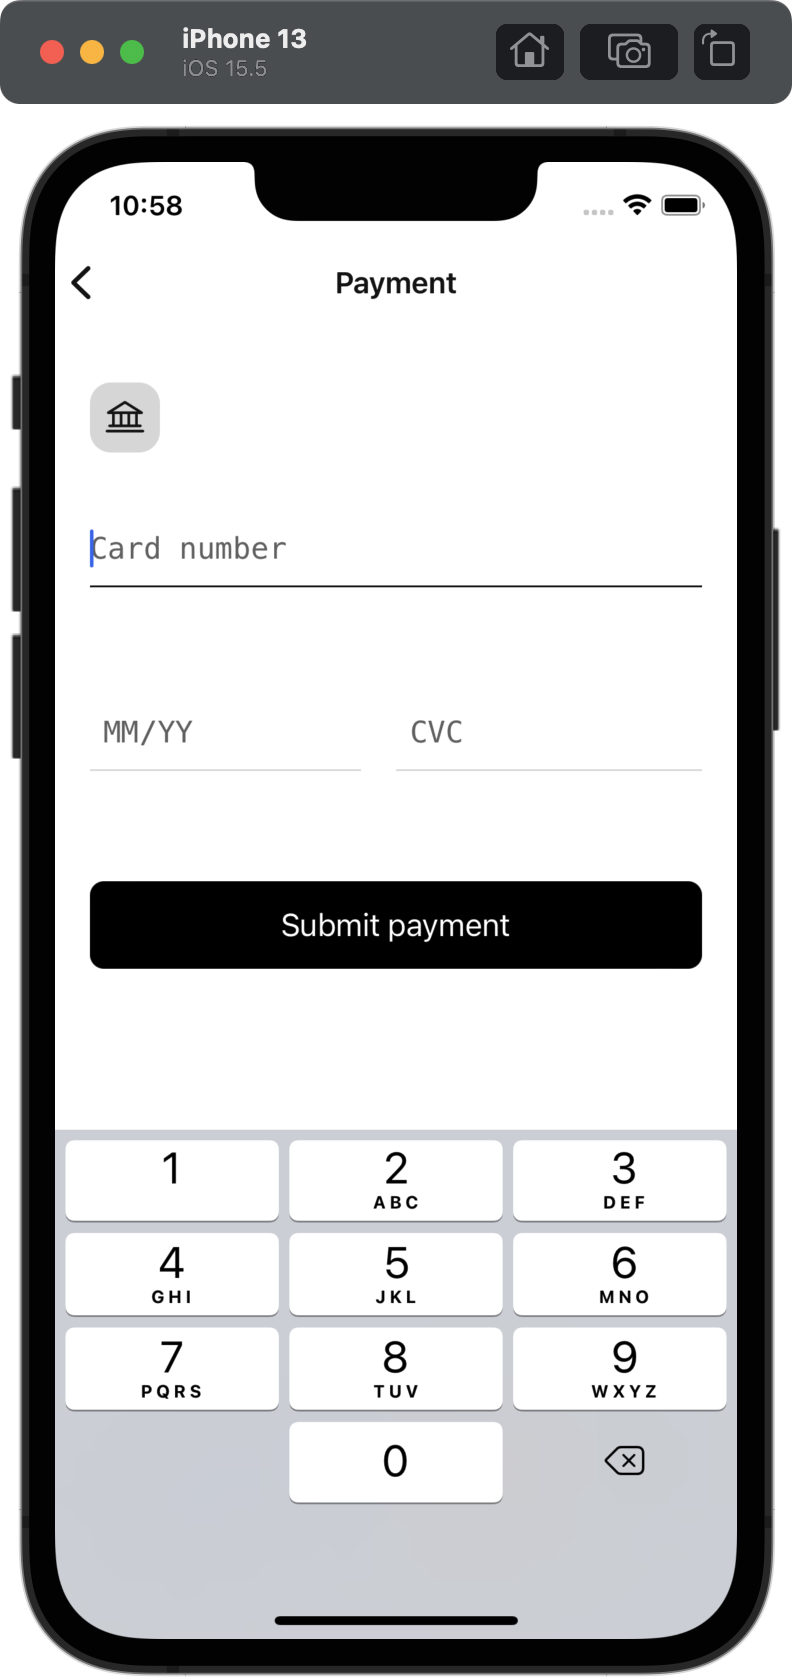 iPhone 13
iOS 15.5
10:58
Payment
Card number
MM/YY CVC
Submit payment
1 2 3
ABC DEF
4 5 6
GHI JKL MNO
7 8 9
PQRS TUV WXYZ
0